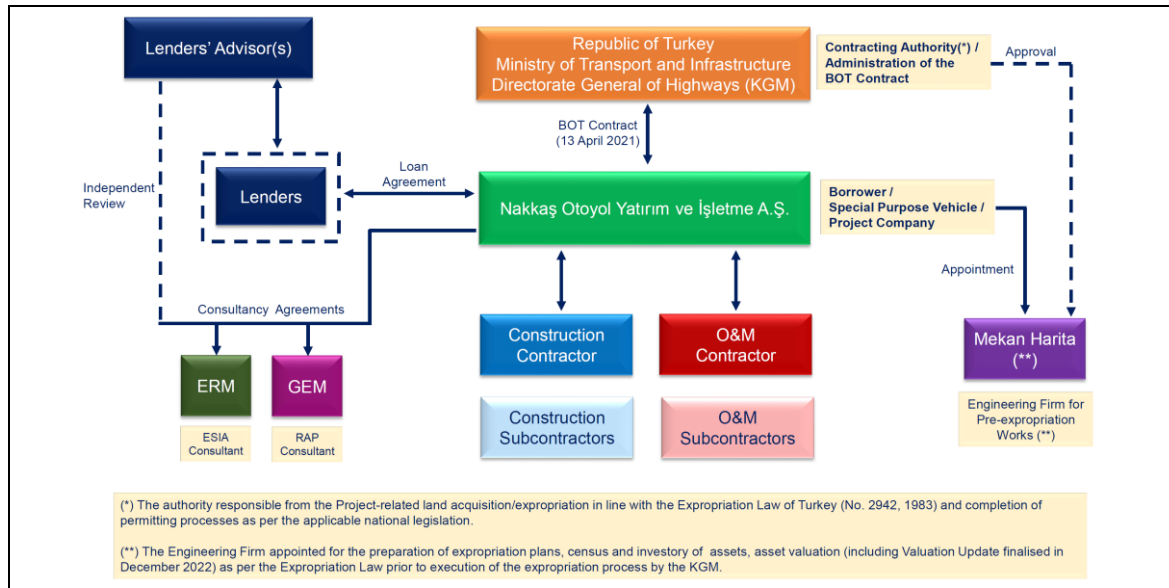 Lenders' Advisor(s)
Republic of Turkey
Ministry of Transport and Infrastructure
Directorate General of Highways (KGM)
Contracting Authority(*) /
Administration of the
BOT Contract
Approval
BOT Contract
(13 April 2021)
Independent
Review
Lenders
Loan
Agreement
Nakkaş Otoyol Yatırım ve İşletme A.Ş.
Borrower /
Special Purpose Vehicle /
Project Company
Appointment
Consultancy Agreements
ERM
GEM
Construction
Contractor
O&M
Contractor
Mekan Harita
(**)
ESIA
Consultant
RAP
Consultant
Construction
Subcontractors
O&M
Subcontractors
Engineering Firm for
Pre-expropriation
Works (**)
(*) The authority responsible from the Project-related land acquisition/expropriation in line with the Expropriation Law of Turkey (No. 2942, 1983) and completion of
permitting processes as per the applicable national legislation.
(**) The Engineering Firm appointed for the preparation of expropriation plans, census and investory of assets, asset valuation (including Valuation Update finalised in
December 2022) as per the Expropriation Law prior to execution of the expropriation process by the KGM.